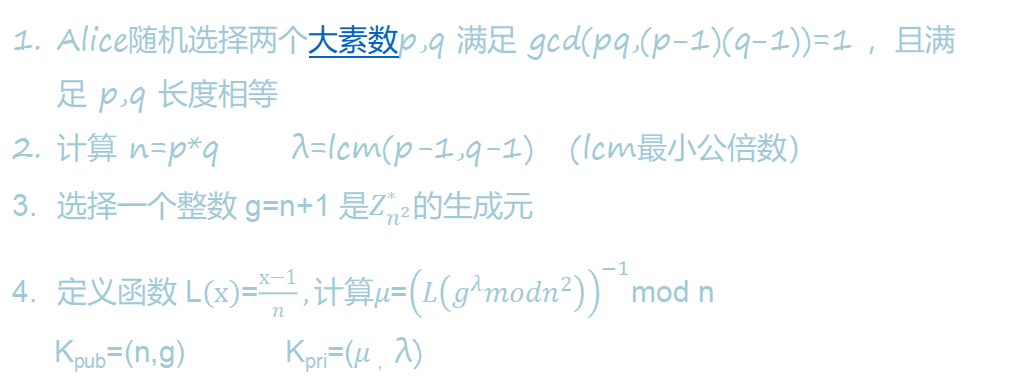 1. Alice随机选择两个大素数p,q 满足 gcd(pq,(p-1)(q-1))=1 ，且满
足 p,q 长度相等
2. 计算 n=p*q λ=lcm(p-1,q-1) （lcm最小公倍数）
3. 选择一个整数 g=n+1 是Z*ₙ²的生成元
4. 定义函数 L(x)=(x−1)/n,计算μ=(L(g^λmodn²))⁻¹ mod n
Kpub=(n,g) Kpri=(μ , λ)